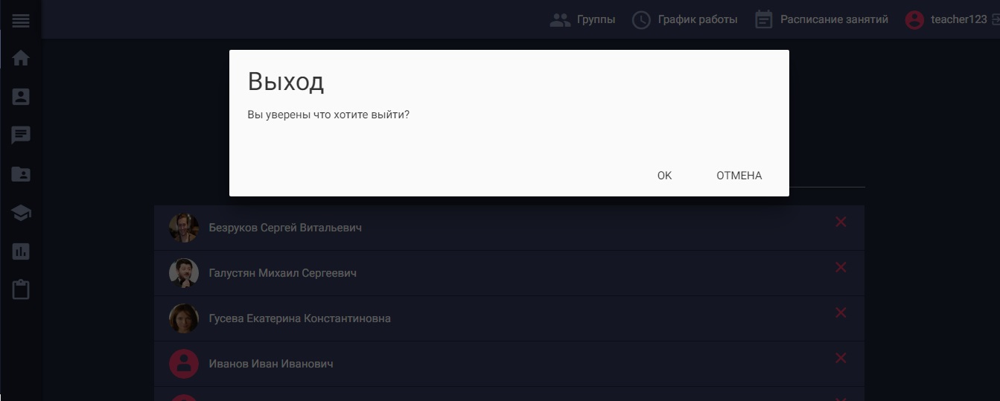 Группы График работы Расписание занятий teacher123
Выход
Вы уверены что хотите выйти?
ОК ОТМЕНА
Безруков Сергей Витальевич
Галустян Михаил Сергеевич
Гусева Екатерина Константиновна
Иванов Иван Иванович